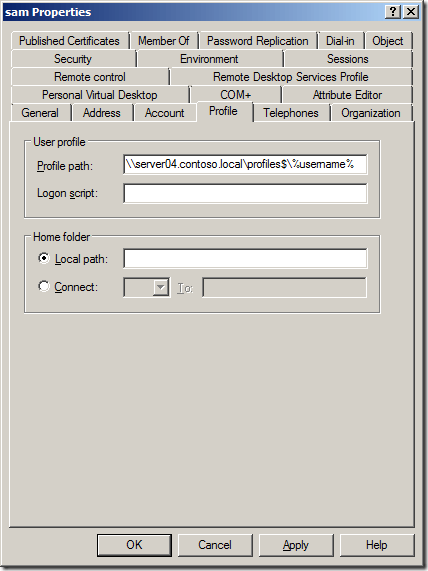 sam Properties
Published Certificates Member Of Password Replication Dial-in Object
Security Environment Sessions
Remote control Remote Desktop Services Profile
Personal Virtual Desktop COM+ Attribute Editor
General Address Account Profile Telephones Organization
User profile
Profile path: \\server04.contoso.local\profiles$\%username%
Logon script:
Home folder
Local path:
Connect: To:
OK Cancel Apply Help